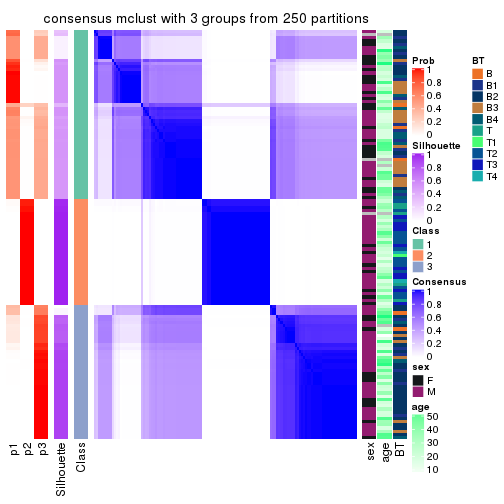 consensus mclust with 3 groups from 250 partitions
p1
p2
p3
Silhouette
Class
sex
age
BT
Prob
1
0.8
0.6
0.4
0.2
0
Silhouette
1
0.8
0.6
0.4
0.2
0
Class
1
2
3
Consensus
1
0.8
0.6
0.4
0.2
0
sex
F
M
age
50
40
30
20
10
BT
B
B1
B2
B3
B4
T
T1
T2
T3
T4